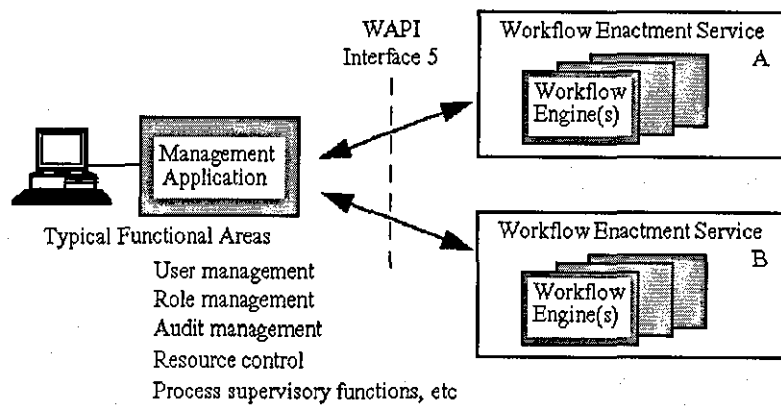 WAPI
Interface 5
Workflow Enactment Service
A
Workflow
Engine(s)
Management
Application
Workflow Enactment Service
B
Workflow
Engine(s)
Typical Functional Areas
User management
Role management
Audit management
Resource control
Process supervisory functions, etc